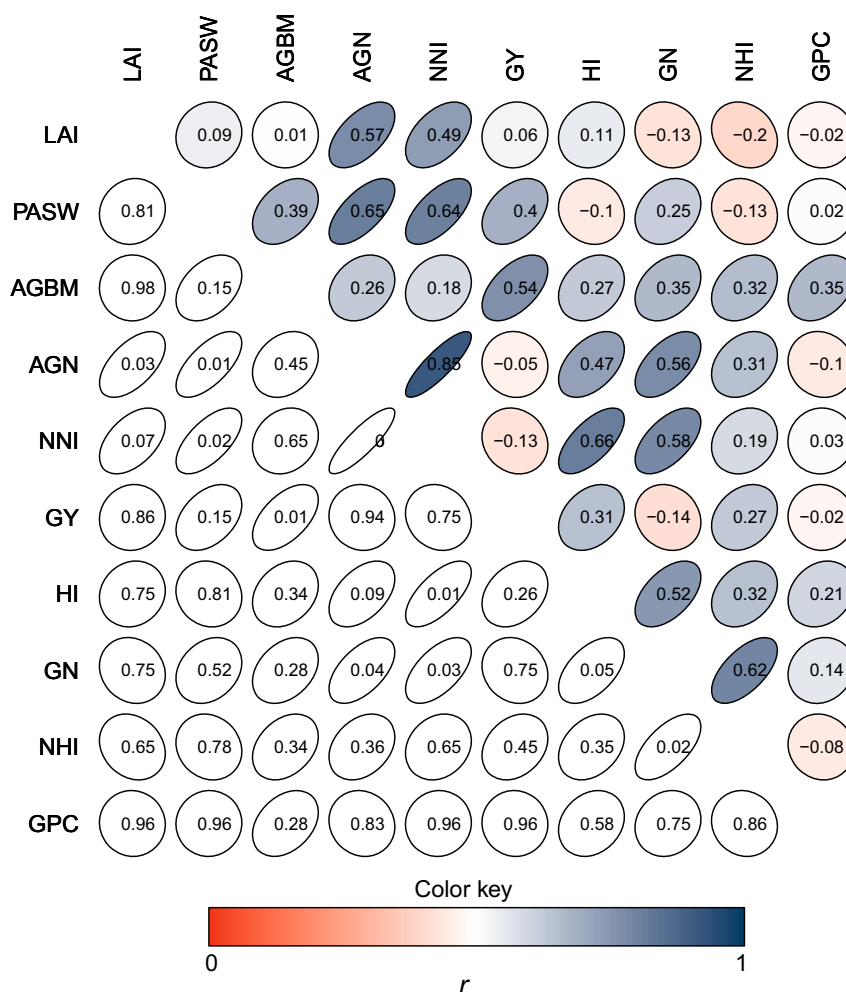 LAI PASW AGBM AGN NNI GY HI GN NHI GPC
LAI 0.09 0.01 0.57 0.49 0.06 0.11 −0.13 −0.2 −0.02
PASW 0.81 0.39 0.65 0.64 0.4 −0.1 0.25 −0.13 0.02
AGBM 0.98 0.15 0.26 0.18 0.54 0.27 0.35 0.32 0.35
AGN 0.03 0.01 0.45 0.85 −0.05 0.47 0.56 0.31 −0.1
NNI 0.07 0.02 0.65 0 −0.13 0.66 0.58 0.19 0.03
GY 0.86 0.15 0.01 0.94 0.75 0.31 −0.14 0.27 −0.02
HI 0.75 0.81 0.34 0.09 0.01 0.26 0.52 0.32 0.21
GN 0.75 0.52 0.28 0.04 0.03 0.75 0.05 0.62 0.14
NHI 0.65 0.78 0.34 0.36 0.65 0.45 0.35 0.02 −0.08
GPC 0.96 0.96 0.28 0.83 0.96 0.96 0.58 0.75 0.86
Color key
0 1
r